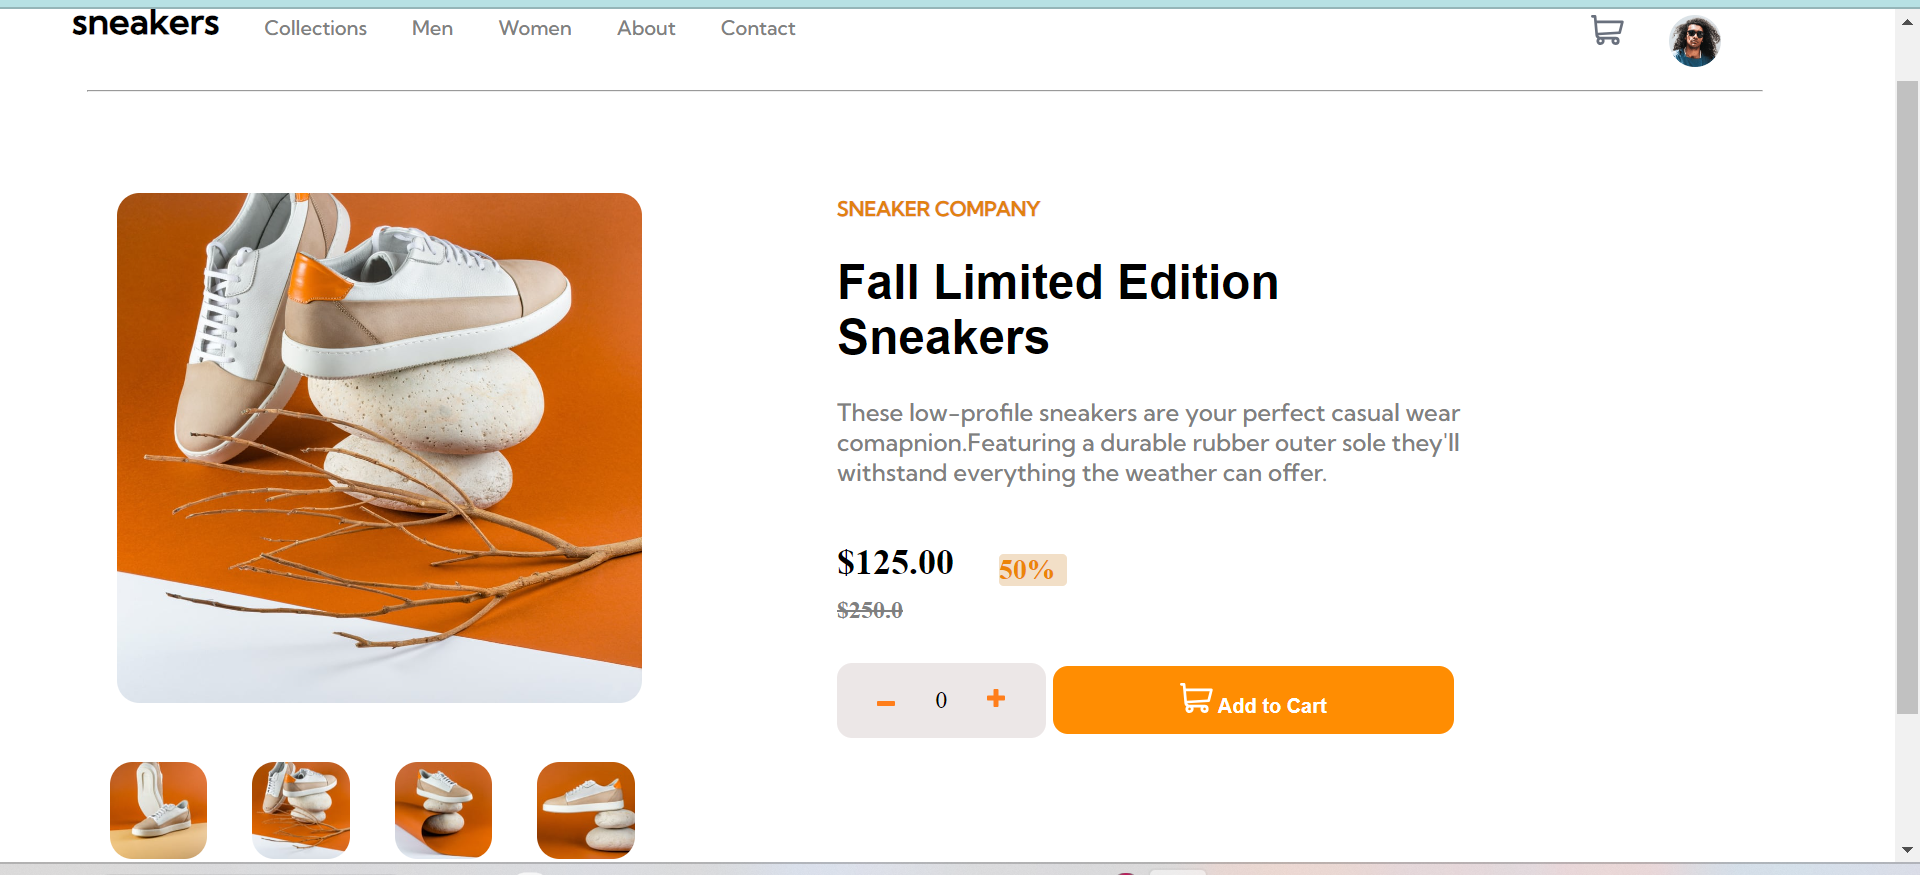 sneakers
Collections Men Women About Contact
SNEAKER COMPANY
Fall Limited Edition
Sneakers
These low-profile sneakers are your perfect casual wear
comapnion.Featuring a durable rubber outer sole they'll
withstand everything the weather can offer.
$125.00 50%
$250.0
0
Add to Cart